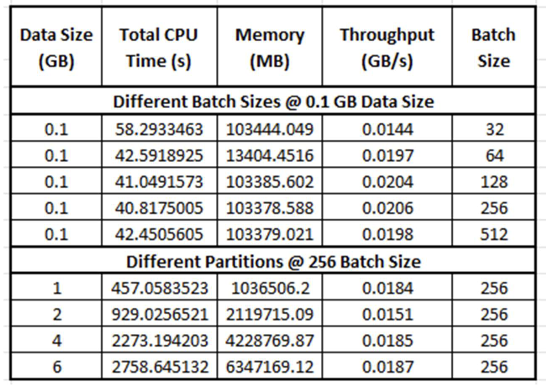 Data Size (GB) Total CPU Time (s) Memory (MB) Throughput (GB/s) Batch Size
Different Batch Sizes @ 0.1 GB Data Size
0.1 58.2933463 103444.049 0.0144 32
0.1 42.5918925 13404.4516 0.0197 64
0.1 41.0491573 103385.602 0.0204 128
0.1 40.8175005 103378.588 0.0206 256
0.1 42.4505605 103379.021 0.0198 512
Different Partitions @ 256 Batch Size
1 457.0583523 1036506.2 0.0184 256
2 929.0256521 2119715.09 0.0151 256
4 2273.194203 4228769.87 0.0185 256
6 2758.645132 6347169.12 0.0187 256